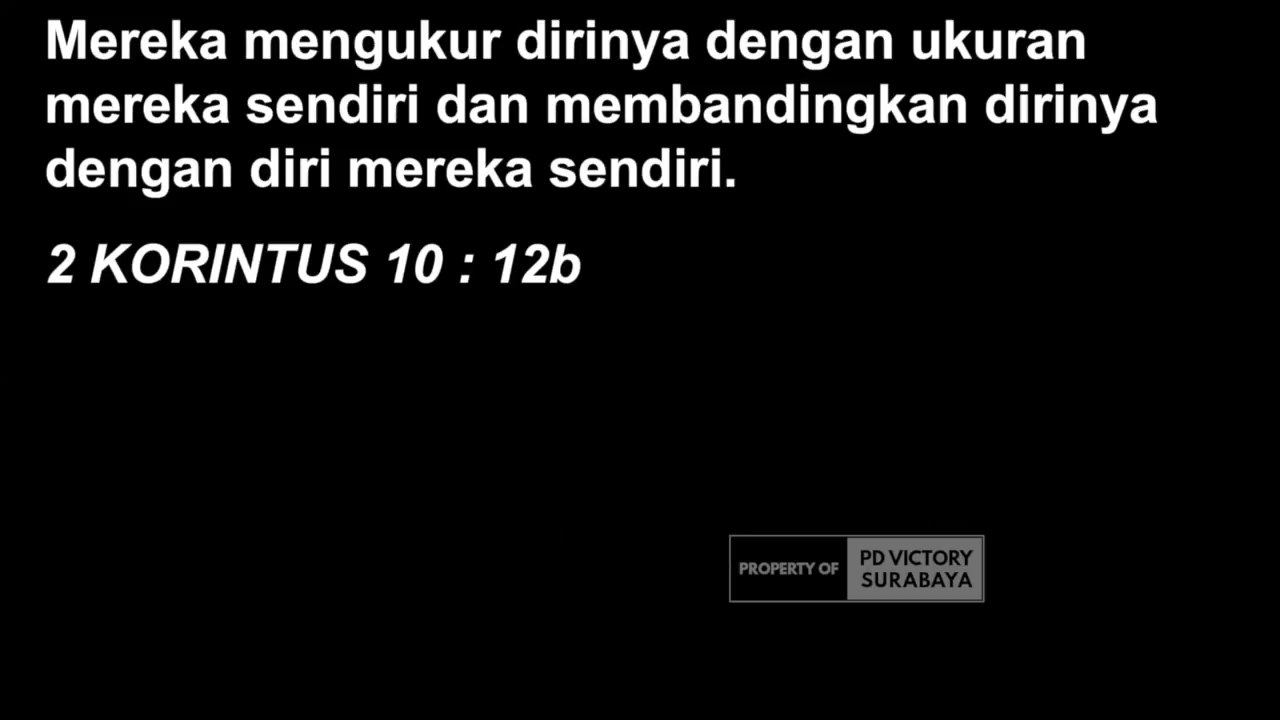 Mereka mengukur dirinya dengan ukuran
mereka sendiri dan membandingkan dirinya
dengan diri mereka sendiri.
2 KORINTUS 10 : 12b
PROPERTY OF
PD VICTORY
SURABAYA